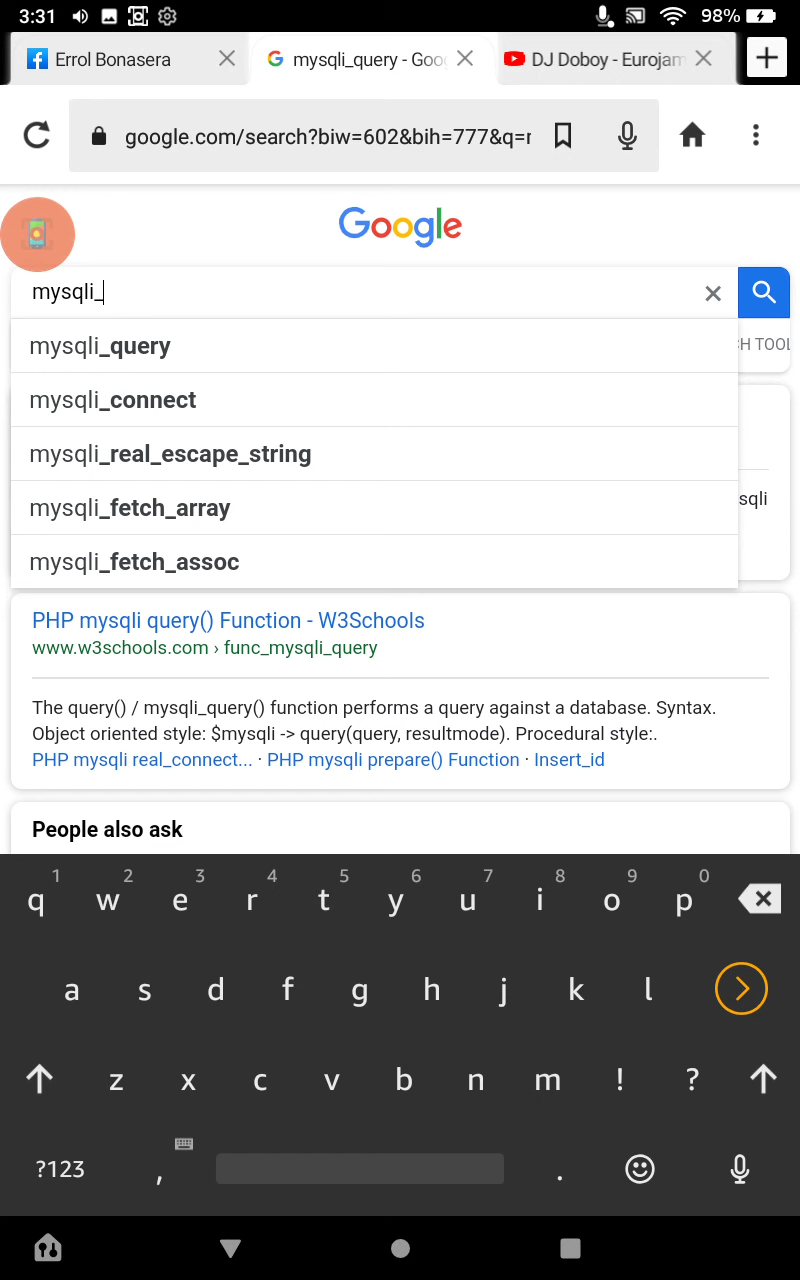 3:31 98%
Errol Bonasera mysqli_query - Goo DJ Doboy - Eurojam
google.com/search?biw=602&bih=777&q=r
Google
mysqli_
CH TOOL
mysqli_query
mysqli_connect
mysqli_real_escape_string
mysqli_fetch_array
sqli
mysqli_fetch_assoc
PHP mysqli query() Function - W3Schools
www.w3schools.com › func_mysqli_query
The query() / mysqli_query() function performs a query against a database. Syntax.
Object oriented style: $mysqli -> query(query, resultmode). Procedural style:.
PHP mysqli real_connect... · PHP mysqli prepare() Function · Insert_id
People also ask
1 2 3 4 5 6 7 8 9 0
q w e r t y u i o p
a s d f g h j k l
z x c v b n m ! ?
?123 , .